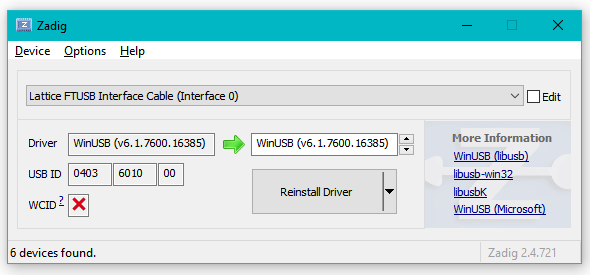 Zadig
Device Options Help
Lattice FTUSB Interface Cable (Interface 0) Edit
Driver WinUSB (v6.1.7600.16385) WinUSB (v6.1.7600.16385)
USB ID 0403 6010 00
WCID ?
Reinstall Driver
More Information
WinUSB (libusb)
libusb-win32
libusbK
WinUSB (Microsoft)
6 devices found. Zadig 2.4.721